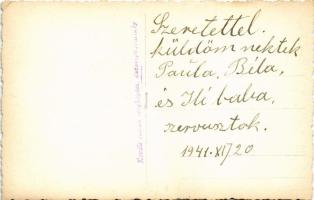 Szeretettel.
küldöm nektek
Paula, Béla,
és Ili baba,
szervusztok.
1941. XI/20